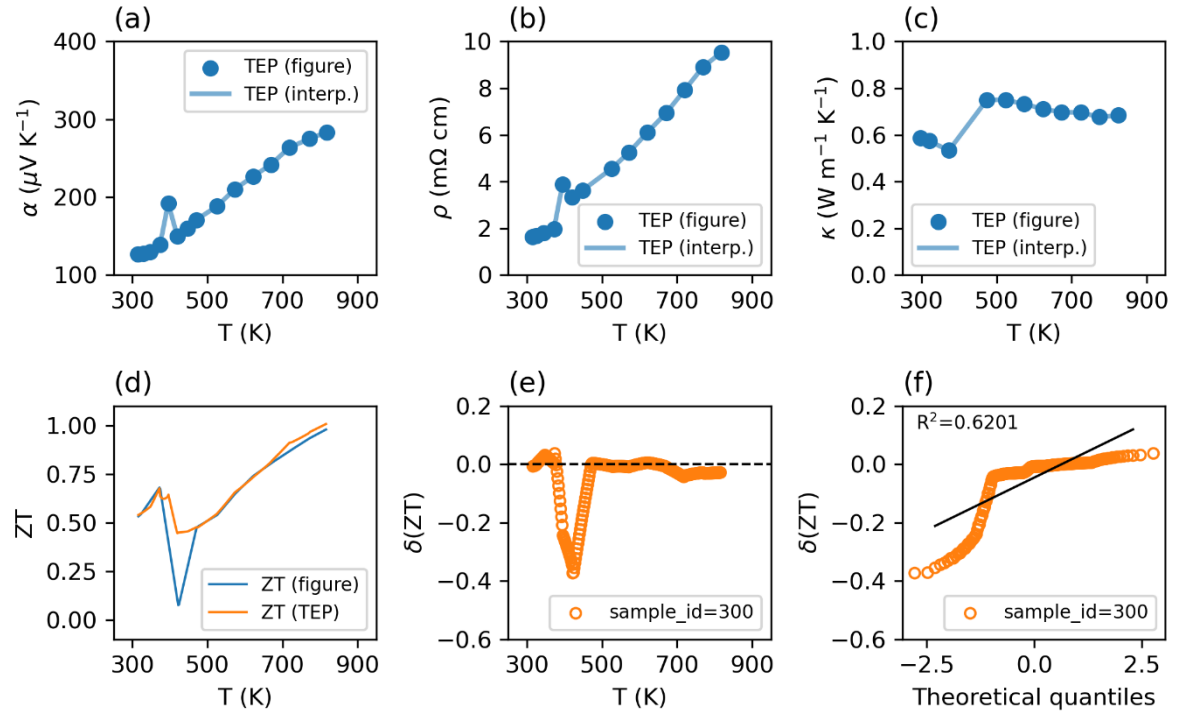 (a)
400
300
200
100
α (μV K⁻¹)
TEP (figure)
TEP (interp.)
300 500 700 900
T (K)
(b)
10
8
6
4
2
0
ρ (mΩ cm)
TEP (figure)
TEP (interp.)
300 500 700 900
T (K)
(c)
1.0
0.8
0.6
0.4
0.2
0.0
κ (W m⁻¹ K⁻¹)
TEP (figure)
TEP (interp.)
300 500 700 900
T (K)
(d)
1.00
0.75
0.50
0.25
0.00
ZT
ZT (figure)
ZT (TEP)
300 500 700 900
T (K)
(e)
0.2
0.0
−0.2
−0.4
−0.6
δ(ZT)
sample_id=300
300 500 700 900
T (K)
(f)
0.2
0.0
−0.2
−0.4
−0.6
δ(ZT)
R²=0.6201
sample_id=300
−2.5 0.0 2.5
Theoretical quantiles